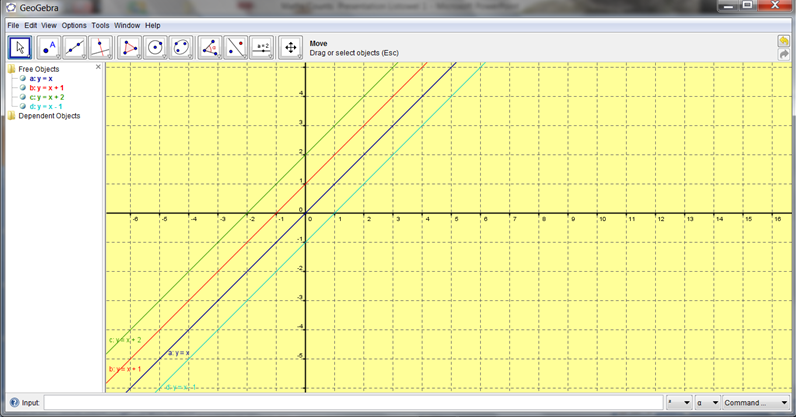 GeoGebra
File Edit View Options Tools Window Help
A
a=2
Move
Drag or select objects (Esc)
Free Objects
a: y = x
b: y = x + 1
c: y = x + 2
d: y = x - 1
Dependent Objects
4
3
2
1
0
-6 -5 -4 -3 -2 -1 0 1 2 3 4 5 6 7 8 9 10 11 12 13 14 15 16
-1
-2
-3
-4
c: y = x + 2
a: y = x
-5
b: y = x + 1
d: y = x - 1
Input:
α
Command ...